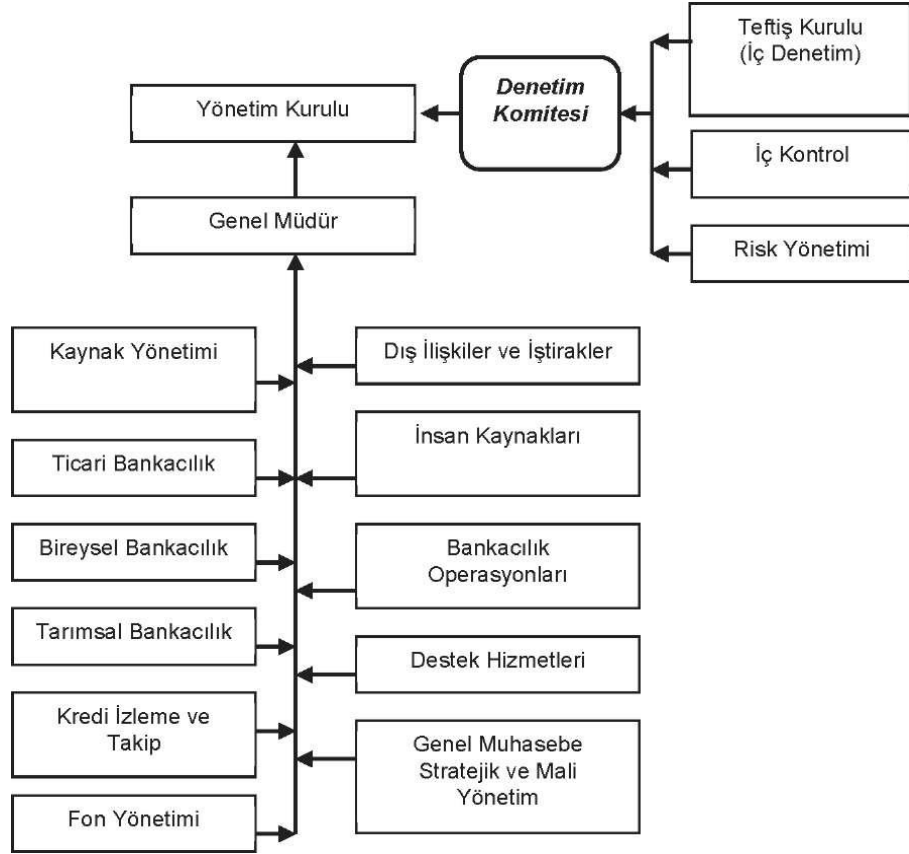 Teftiş Kurulu
(İç Denetim)
Denetim
Komitesi
Yönetim Kurulu
İç Kontrol
Genel Müdür
Risk Yönetimi
Kaynak Yönetimi
Dış İlişkiler ve İştirakler
İnsan Kaynakları
Ticari Bankacılık
Bireysel Bankacılık
Bankacılık
Operasyonları
Tarımsal Bankacılık
Destek Hizmetleri
Kredi İzleme ve
Takip
Genel Muhasebe
Stratejik ve Mali
Yönetim
Fon Yönetimi